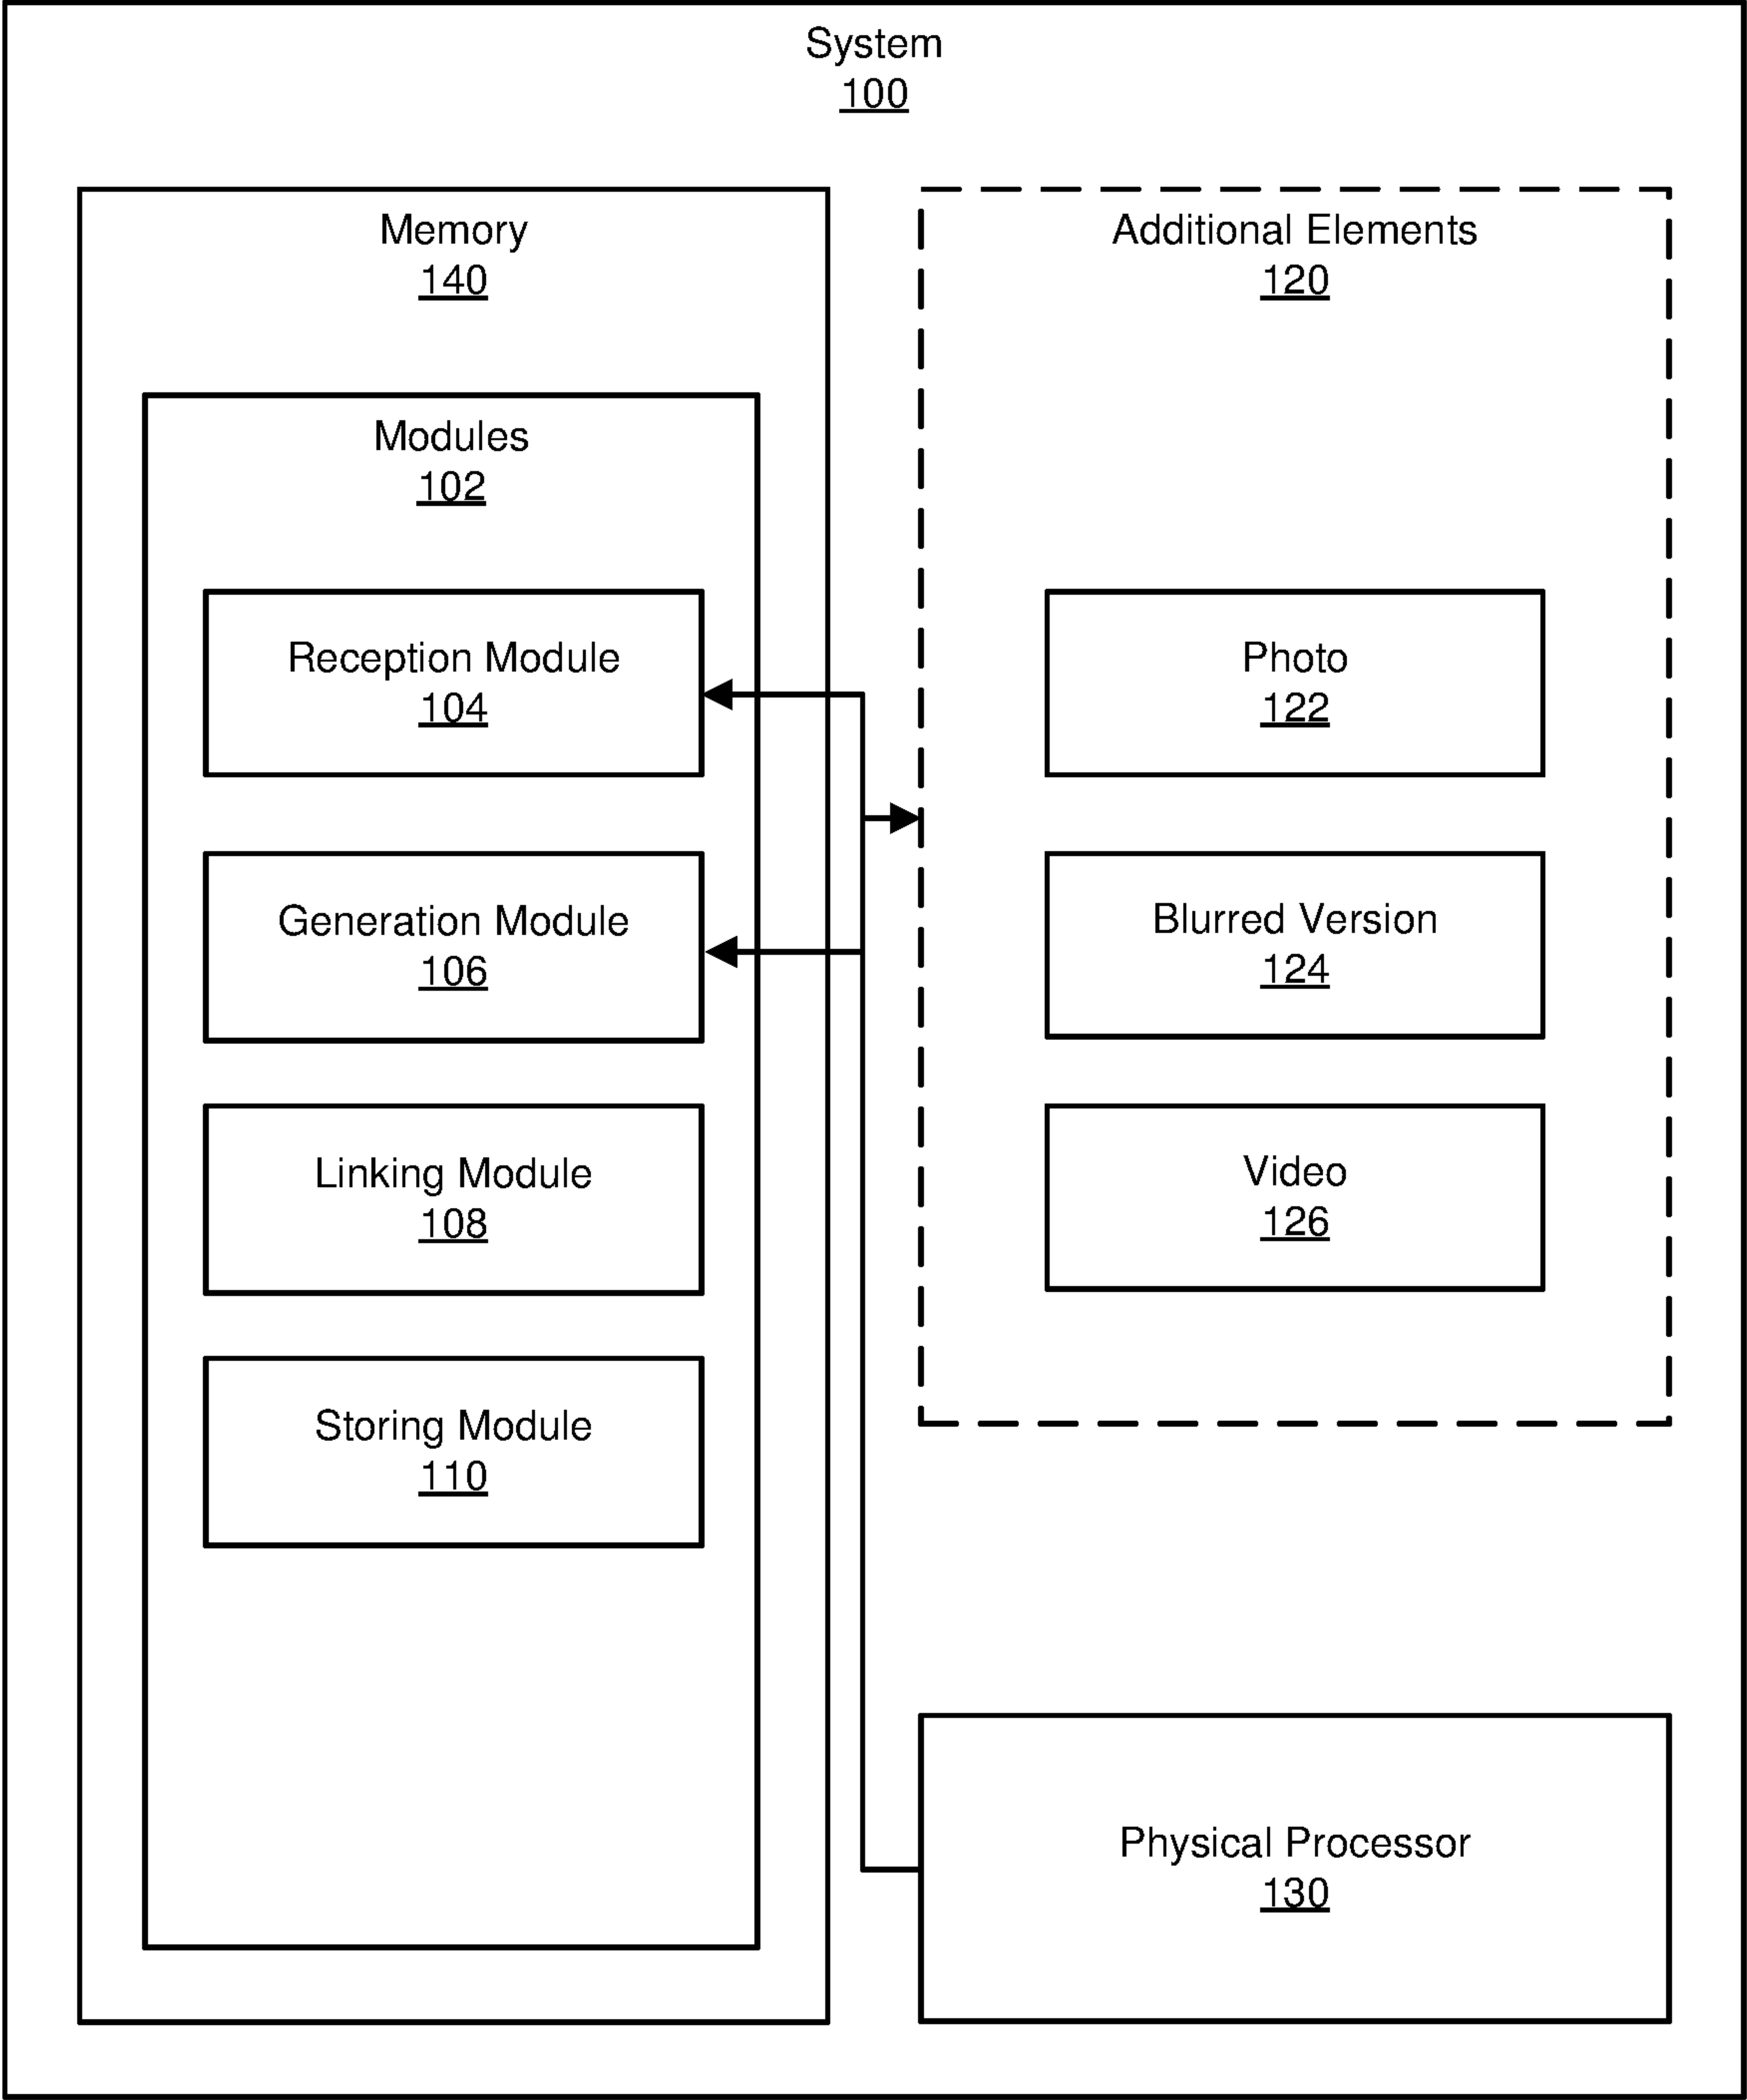 System
100
Memory
140
Modules
102
Reception Module
104
Generation Module
106
Linking Module
108
Storing Module
110
Additional Elements
120
Photo
122
Blurred Version
124
Video
126
Physical Processor
130